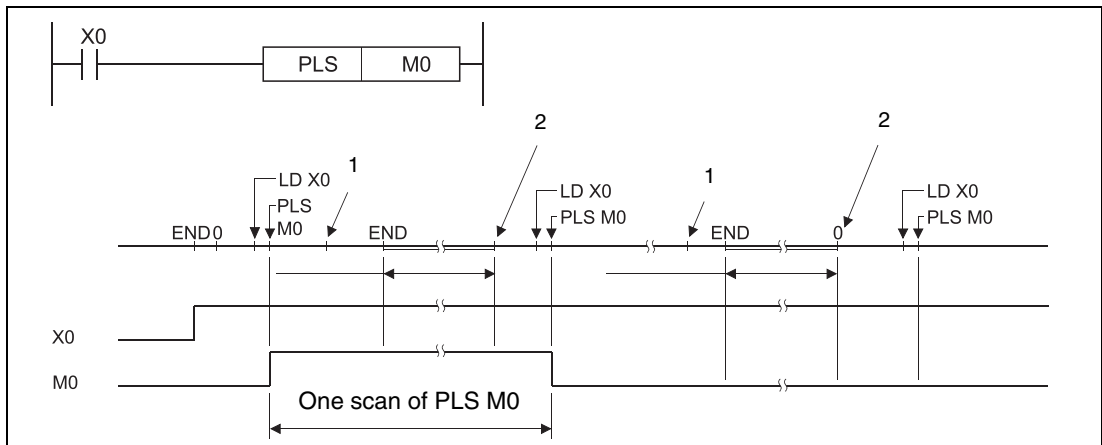 X0
PLS M0
2 2
1 1
LD X0 LD X0 LD X0
PLS PLS M0 PLS M0
M0
END 0 END END 0
X0
M0
One scan of PLS M0